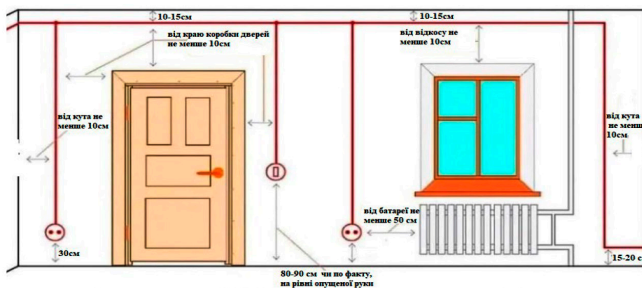 10-15см
10-15см
від краю коробки дверей
не менше 10см
від відкосу не
менше 10см
від кута не
менше 10см
від кута
не менш
10см
від батареї не
менше 50 см
30см
15-20 с
80-90 см  чи по факту,
на рівні опущеної руки